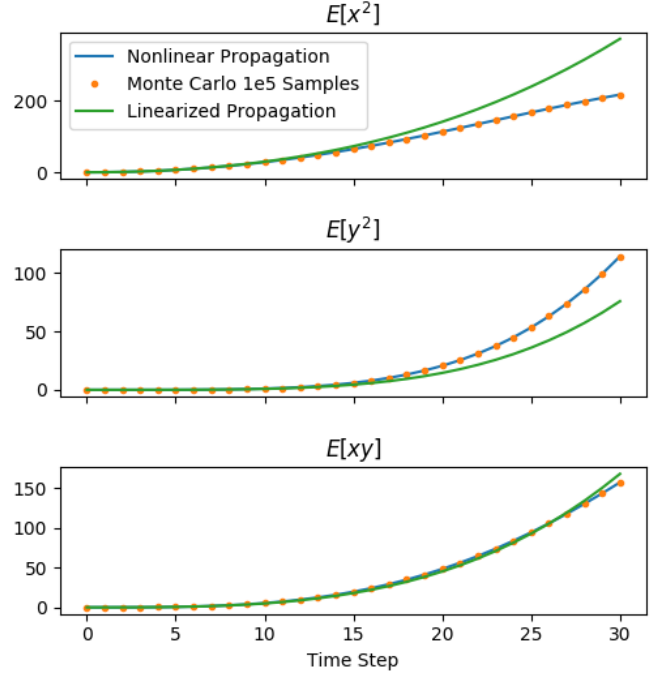 E[x²]
Nonlinear Propagation
Monte Carlo 1e5 Samples
Linearized Propagation
200
0
E[y²]
100
50
0
E[xy]
150
100
50
0
0 5 10 15 20 25 30
Time Step